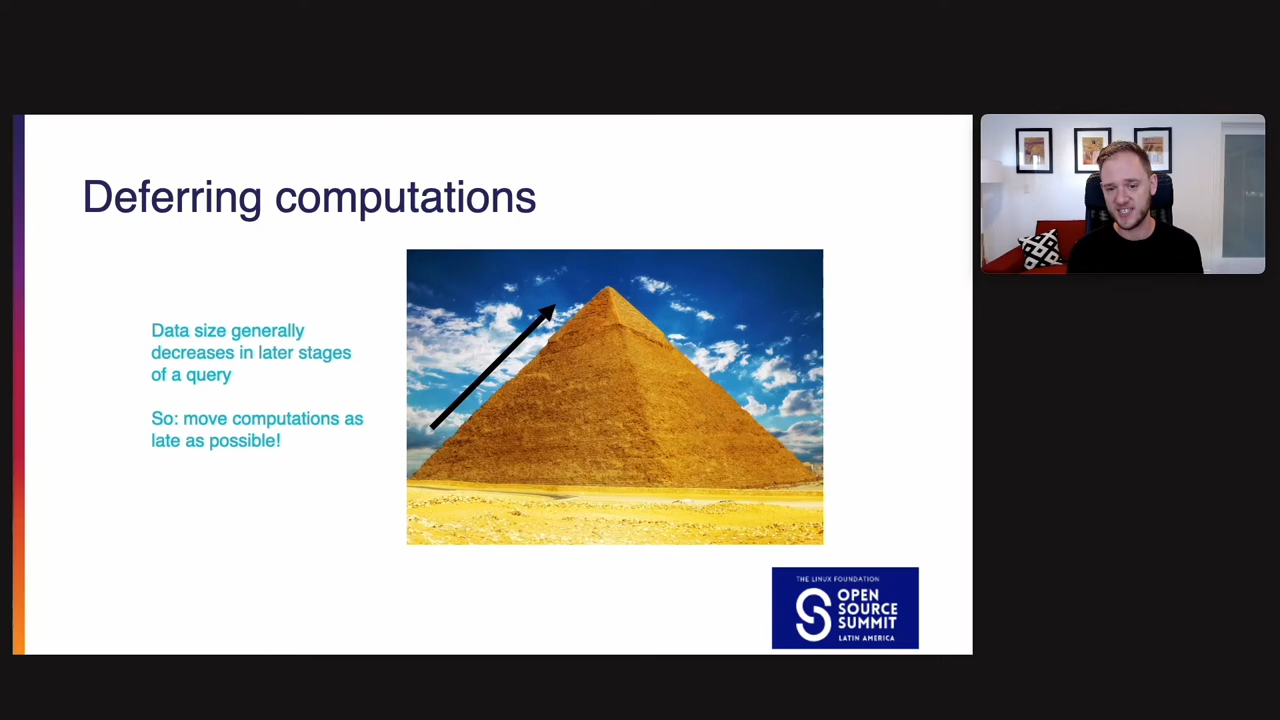 Deferring computations
Data size generally
decreases in later stages
of a query
So: move computations as
late as possible!
THE LINUX FOUNDATION
OPEN
SOURCE
SUMMIT
LATIN AMERICA